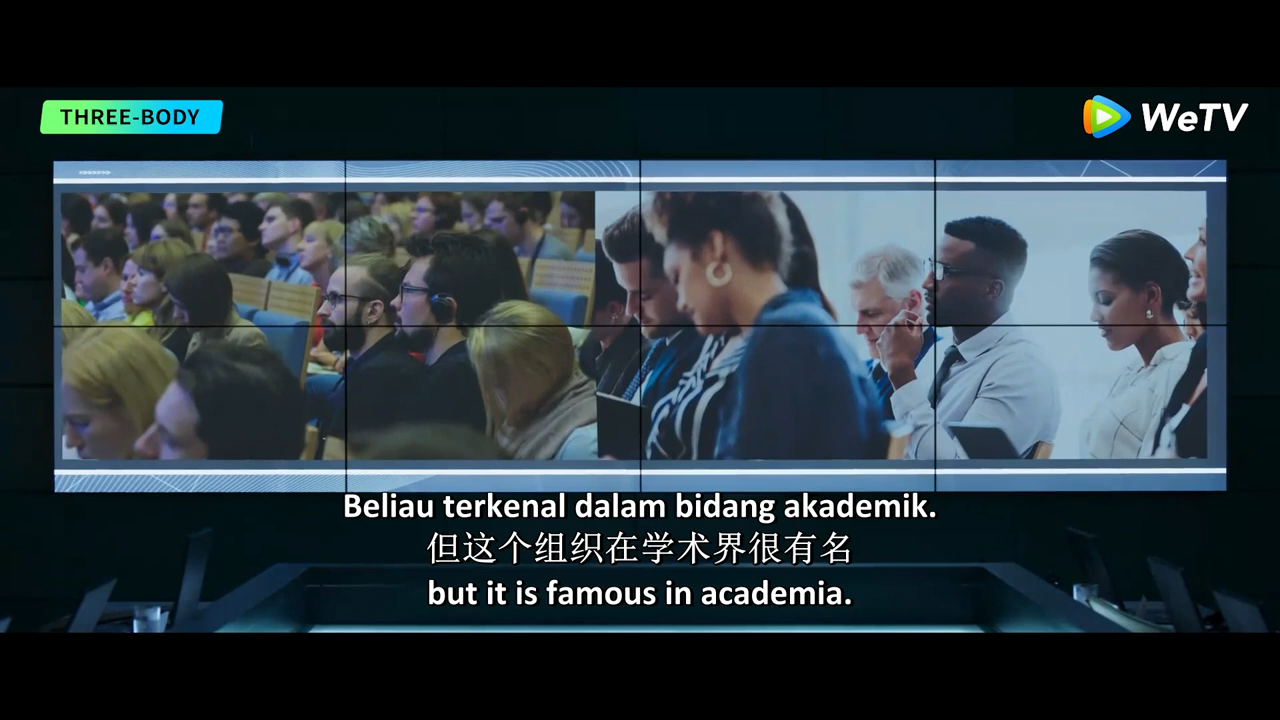 THREE-BODY
WeTV
Beliau terkenal dalam bidang akademik.
但这个组织在学术界很有名
but it is famous in academia.